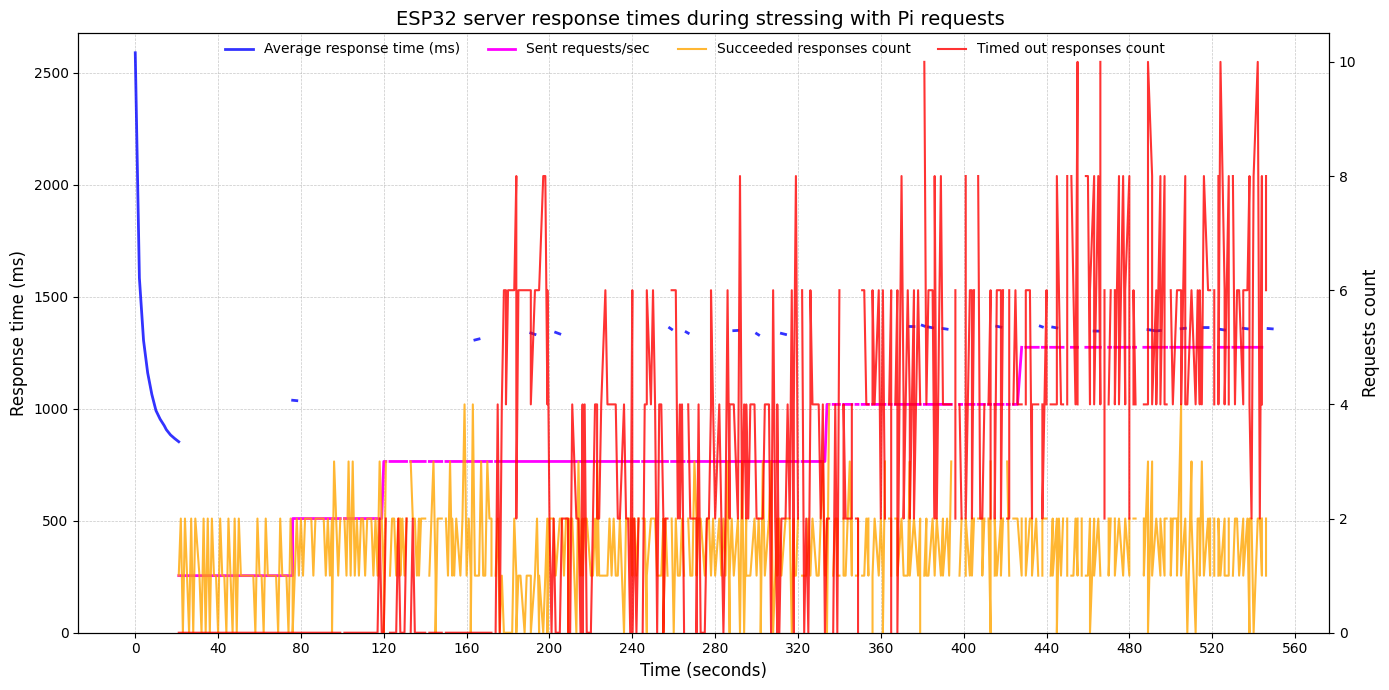 ESP32 server response times during stressing with Pi requests
Average response time (ms) Sent requests/sec Succeeded responses count Timed out responses count
2500
2000
1500
1000
500
0
Response time (ms)
10
8
6
4
2
0
Requests count
0 40 80 120 160 200 240 280 320 360 400 440 480 520 560
Time (seconds)